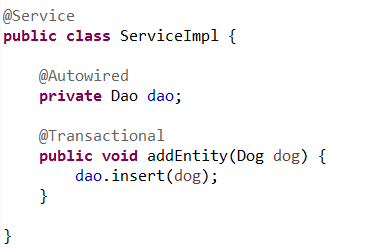 @Service
public class ServiceImpl {
@Autowired
private Dao dao;
@Transactional
public void addEntity(Dog dog) {
dao.insert(dog);
}
}